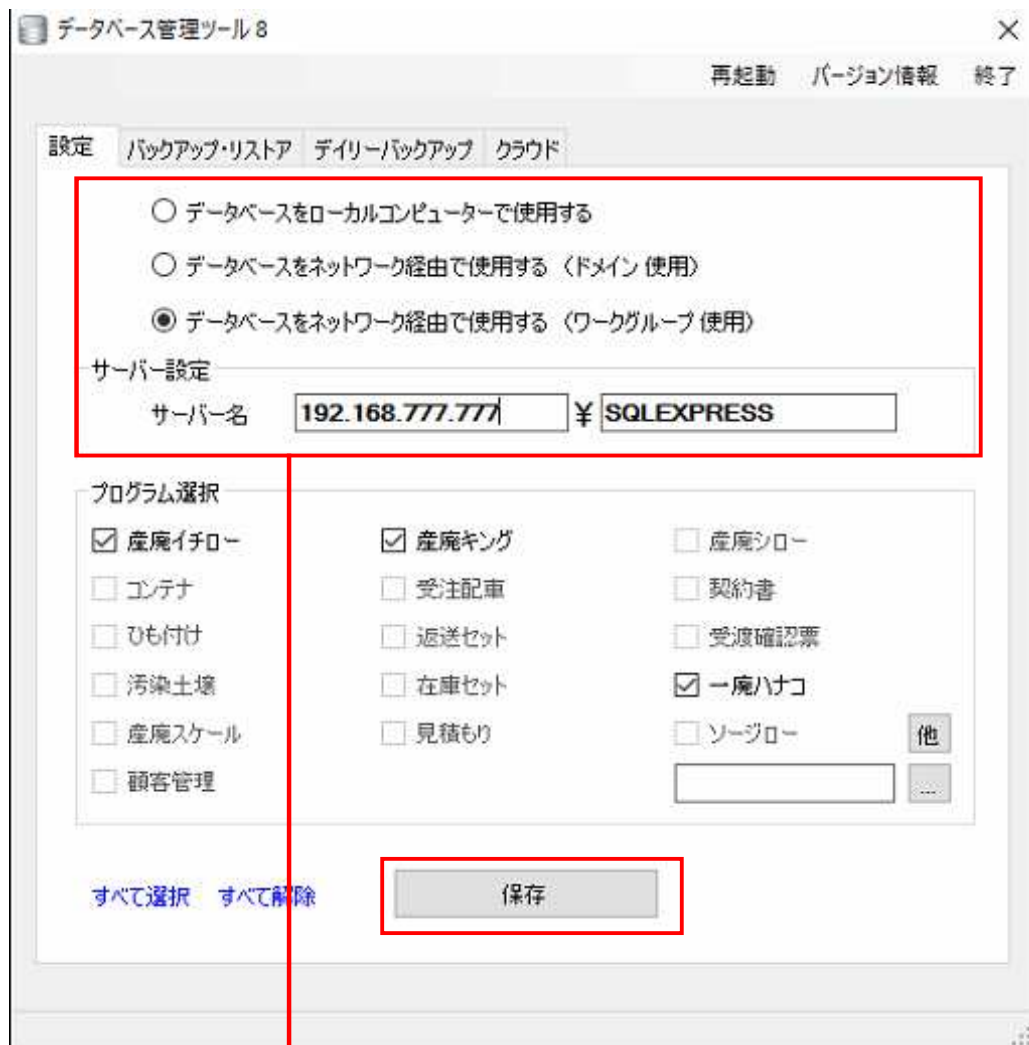 データベース管理ツール 8
再起動 バージョン情報 終了
設定 バックアップ・リストア デイリーバックアップ クラウド
データベースをローカルコンピューターで使用する
データベースをネットワーク経由で使用する （ドメイン 使用）
データベースをネットワーク経由で使用する （ワークグループ 使用）
サーバー設定
サーバー名 192.168.777.777 ¥ SQLEXPRESS
プログラム選択
産廃イチロー 産廃キング 産廃シロー
コンテナ 受注配車 契約書
ひも付け 返送セット 受渡確認票
汚染土壌 在庫セット 一廃ハナコ
産廃スケール 見積もり ソージロー 他
顧客管理 ...
すべて選択 すべて解除 保存